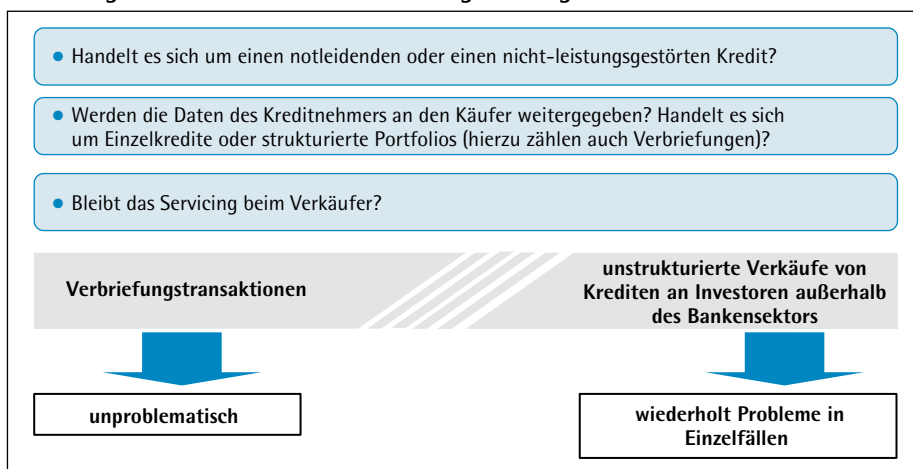 • Handelt es sich um einen notleidenden oder einen nicht-leistungsgestörten Kredit?
• Werden die Daten des Kreditnehmers an den Käufer weitergegeben? Handelt es sich
um Einzelkredite oder strukturierte Portfolios (hierzu zählen auch Verbriefungen)?
• Bleibt das Servicing beim Verkäufer?
Verbriefungstransaktionen
unstrukturierte Verkäufe von
Krediten an Investoren außerhalb
des Bankensektors
unproblematisch
wiederholt Probleme in
Einzelfällen